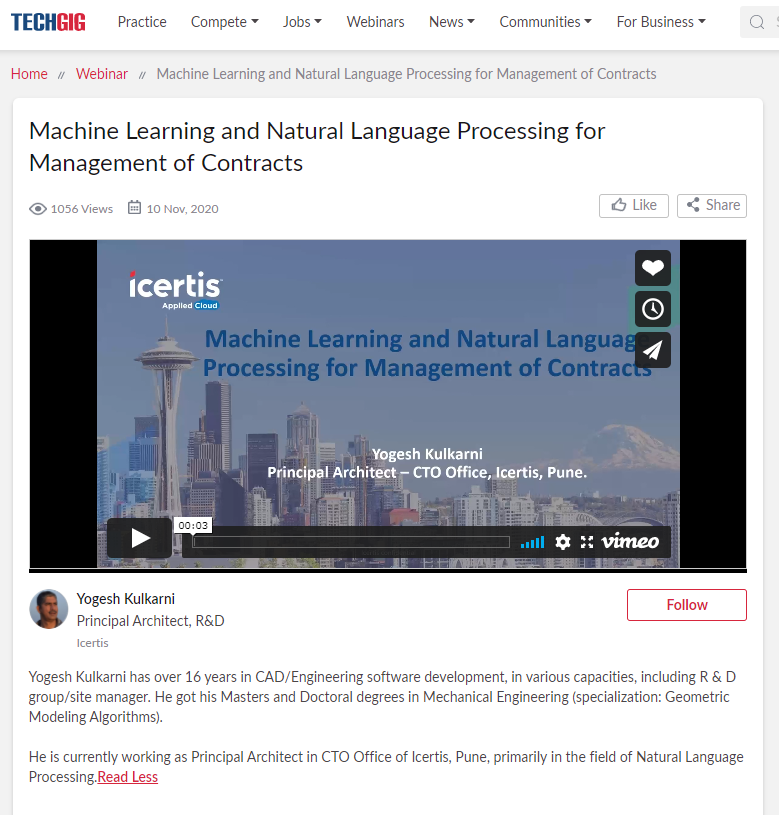 TECHGIG Practice Compete Jobs Webinars News Communities For Business
Home // Webinar // Machine Learning and Natural Language Processing for Management of Contracts
Machine Learning and Natural Language Processing for
Management of Contracts
1056 Views 10 Nov, 2020 Like Share
icertis
Applied Cloud
Machine Learning and Natural Language
Processing for Management of Contracts
Yogesh Kulkarni
Principal Architect – CTO Office, Icertis, Pune.
00:03
vimeo
Yogesh Kulkarni
Principal Architect, R&D
Icertis
Follow
Yogesh Kulkarni has over 16 years in CAD/Engineering software development, in various capacities, including R & D
group/site manager. He got his Masters and Doctoral degrees in Mechanical Engineering (specialization: Geometric
Modeling Algorithms).
He is currently working as Principal Architect in CTO Office of Icertis, Pune, primarily in the field of Natural Language
Processing.Read Less